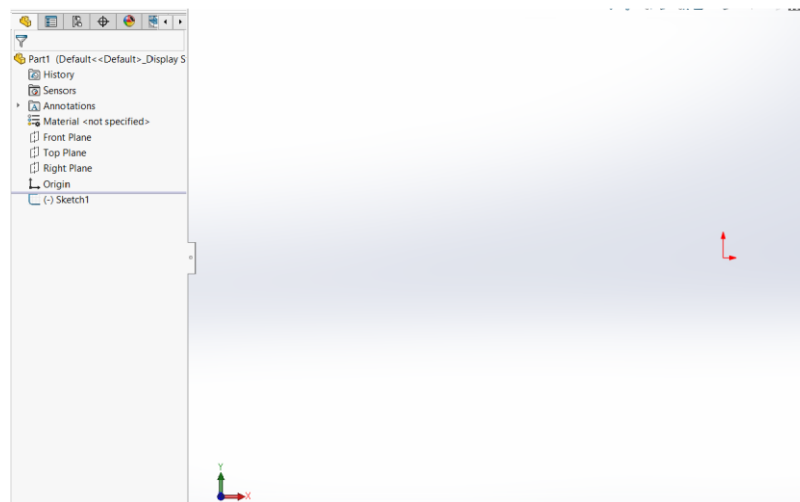 Part1 (Default<<Default>_Display S
History
Sensors
Annotations
Material <not specified>
Front Plane
Top Plane
Right Plane
Origin
(-) Sketch1
Y
X